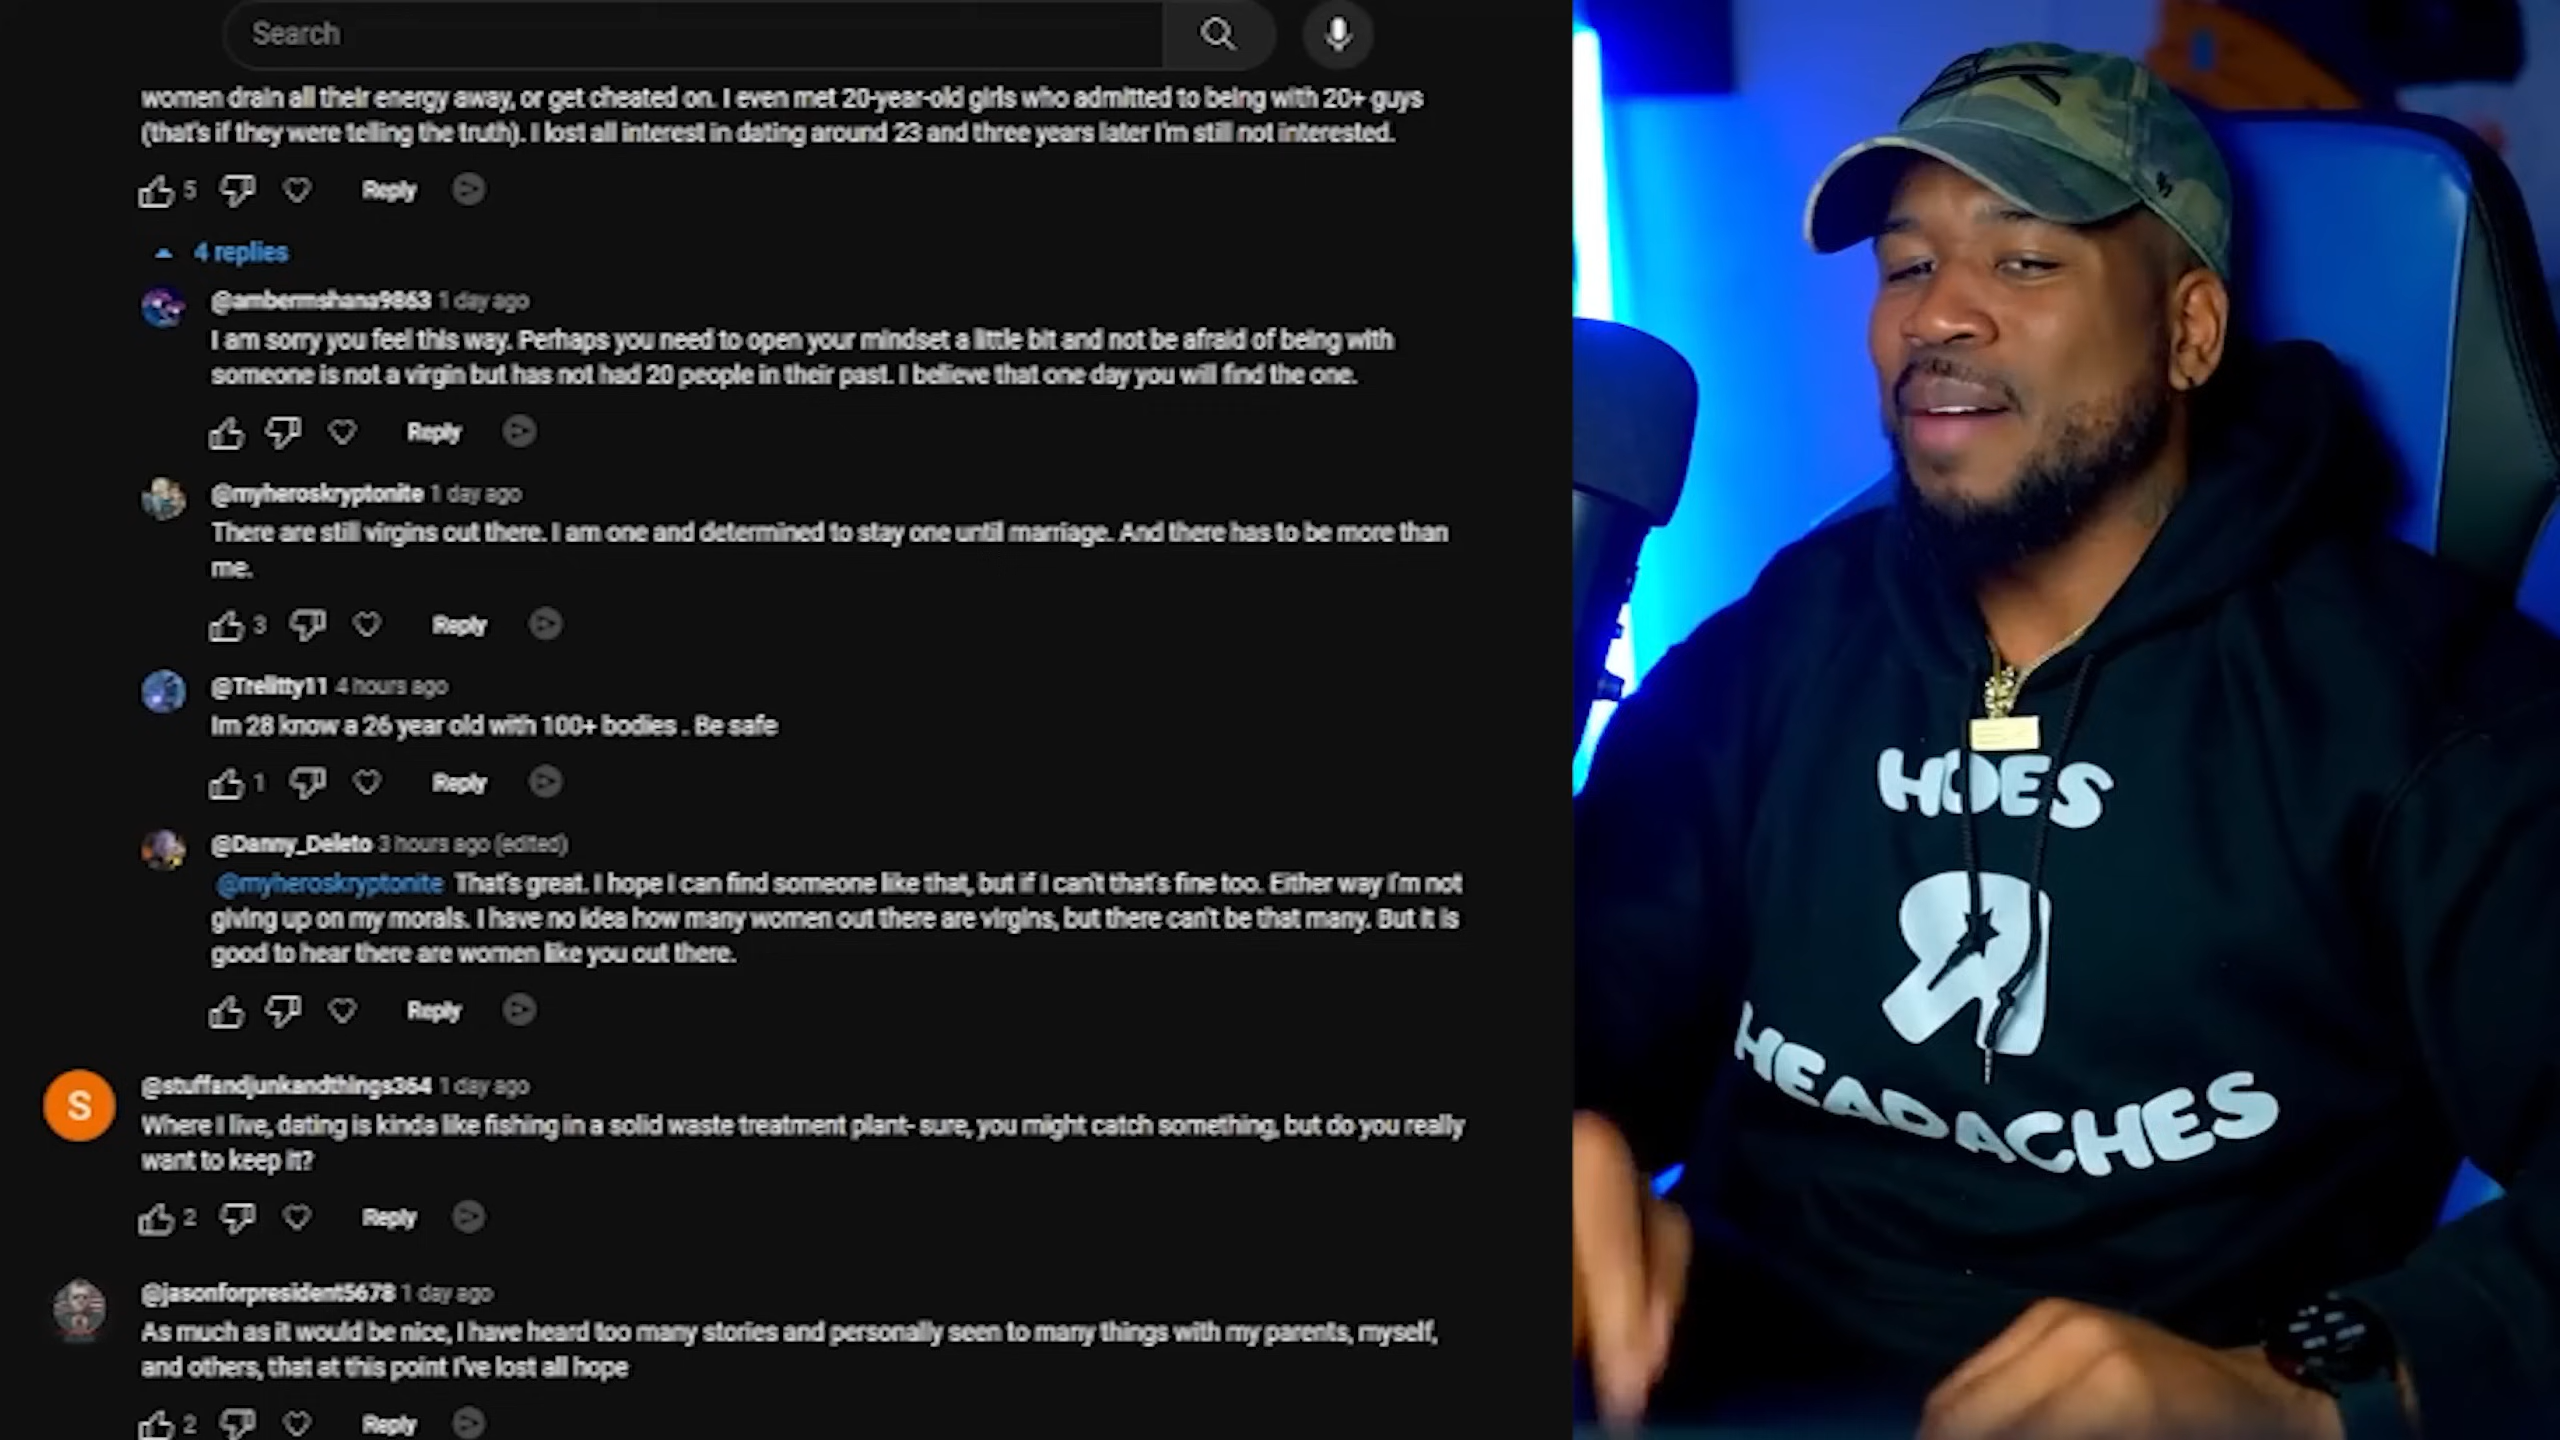 Search
women drain all their energy away, or get cheated on. I even met 20-year-old girls who admitted to being with 20+ guys
(that's if they were telling the truth). I lost all interest in dating around 23 and three years later I'm still not interested.
5 Reply
4 replies
@ambermshana9863 1 day ago
I am sorry you feel this way. Perhaps you need to open your mindset a little bit and not be afraid of being with
someone is not a virgin but has not had 20 people in their past. I believe that one day you will find the one.
Reply
@myheroskryptonite 1 day ago
There are still virgins out there. I am one and determined to stay one until marriage. And there has to be more than
me.
3 Reply
@Trelitty11 4 hours ago
Im 28 know a 26 year old with 100+ bodies . Be safe
1 Reply
@Danny_Deleto 3 hours ago (edited)
@myheroskryptonite That's great. I hope I can find someone like that, but if I can't that's fine too. Either way I'm not
giving up on my morals. I have no idea how many women out there are virgins, but there can't be that many. But it is
good to hear there are women like you out there.
Reply
S
@stuffandjunkandthings364 1 day ago
Where I live, dating is kinda like fishing in a solid waste treatment plant- sure, you might catch something, but do you really
want to keep it?
2 Reply
@jasonforpresident5678 1 day ago
As much as it would be nice, I have heard too many stories and personally seen to many things with my parents, myself,
and others, that at this point I've lost all hope
2 Reply
HOES
R
HEADACHES